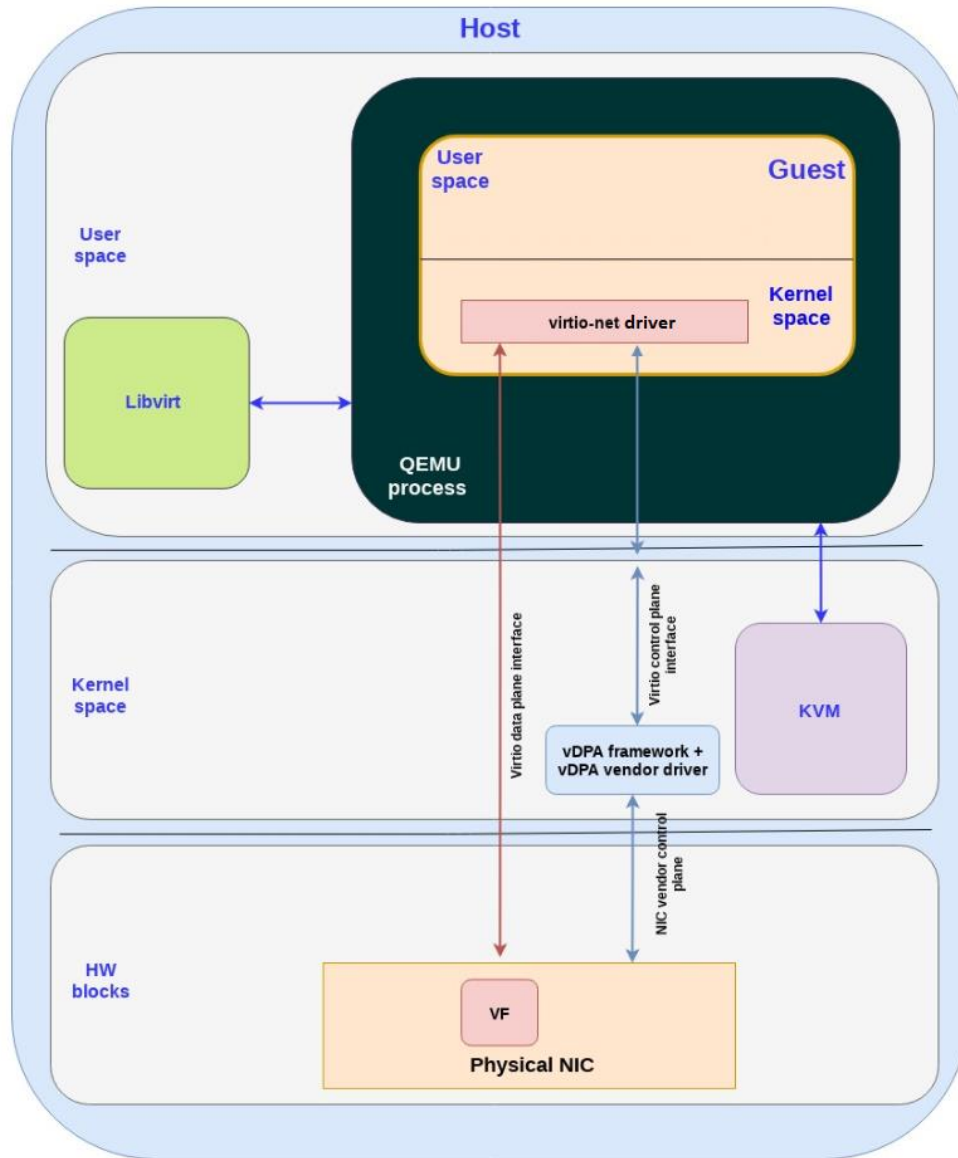 Host
User
space
Guest
User
space
Kernel
space
virtio-net driver
Libvirt
QEMU
process
Virtio data plane interface
Virtio control plane
interface
Kernel
space
KVM
vDPA framework +
vDPA vendor driver
NIC vendor control
plane
HW
blocks
VF
Physical NIC